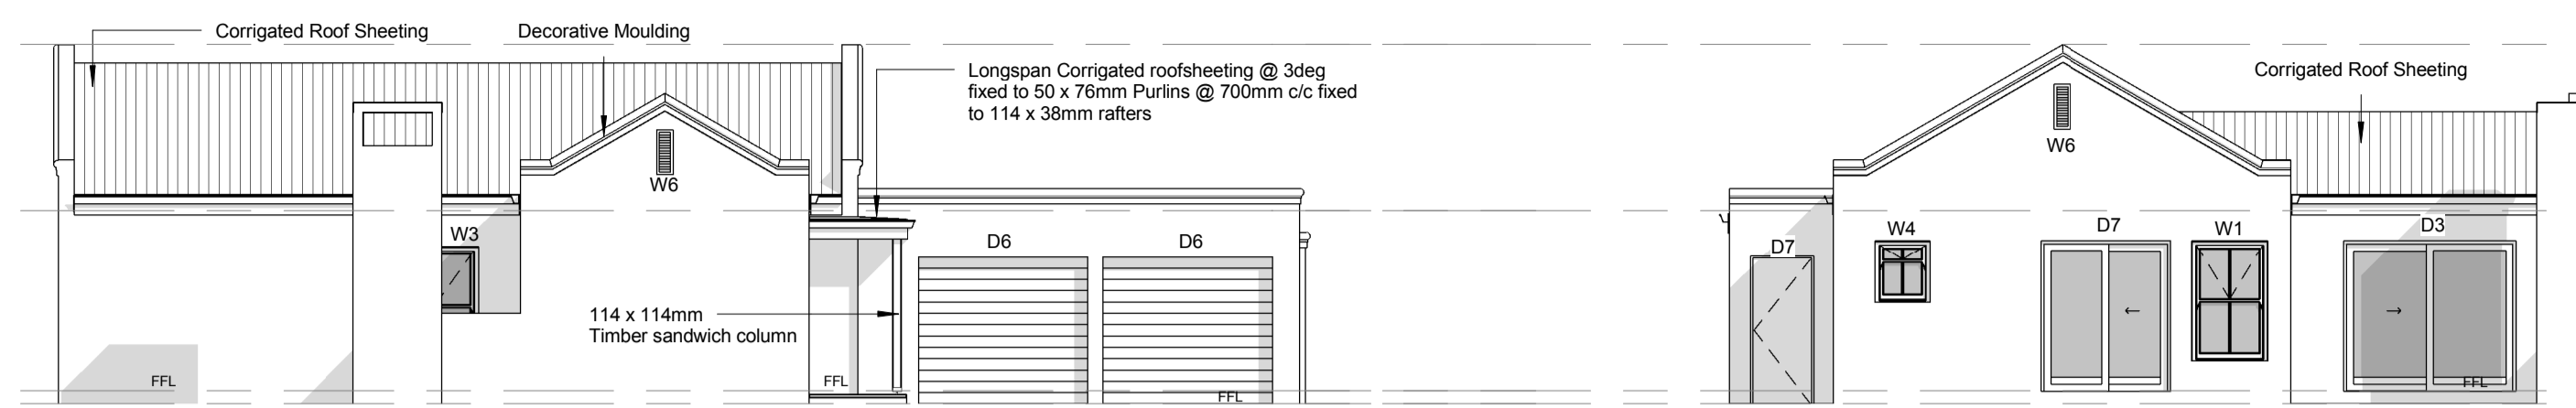 Corrigated Roof Sheeting
Decorative Moulding
Longspan Corrigated roofsheeting @ 3deg
fixed to 50 x 76mm Purlins @ 700mm c/c fixed
to 114 x 38mm rafters
W6
W3
D6
D6
114 x 114mm
Timber sandwich column
FFL
FFL
FFL
Corrigated Roof Sheeting
W6
D7
W4
D7
W1
D3
FFL